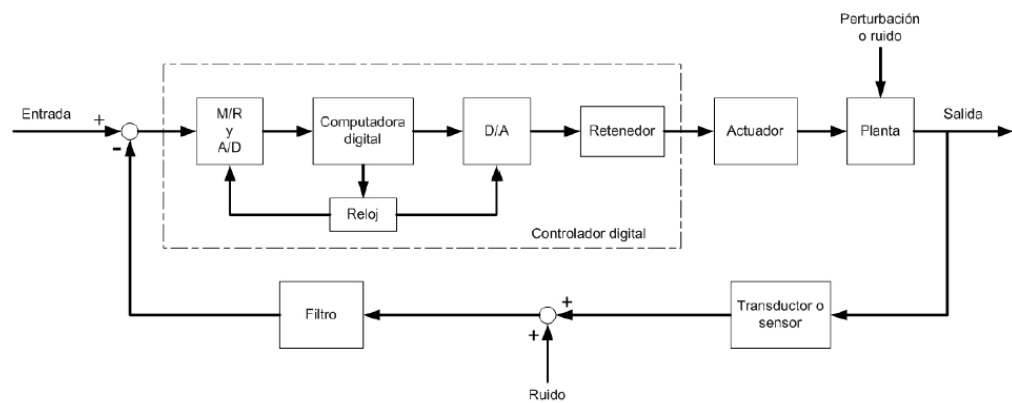 Perturbación
o ruido
Entrada
+
-
M/R
y
A/D
Computadora
digital
D/A
Retenedor
Actuador
Planta
Salida
Reloj
Controlador digital
Filtro
+
+
Transductor o
sensor
Ruido